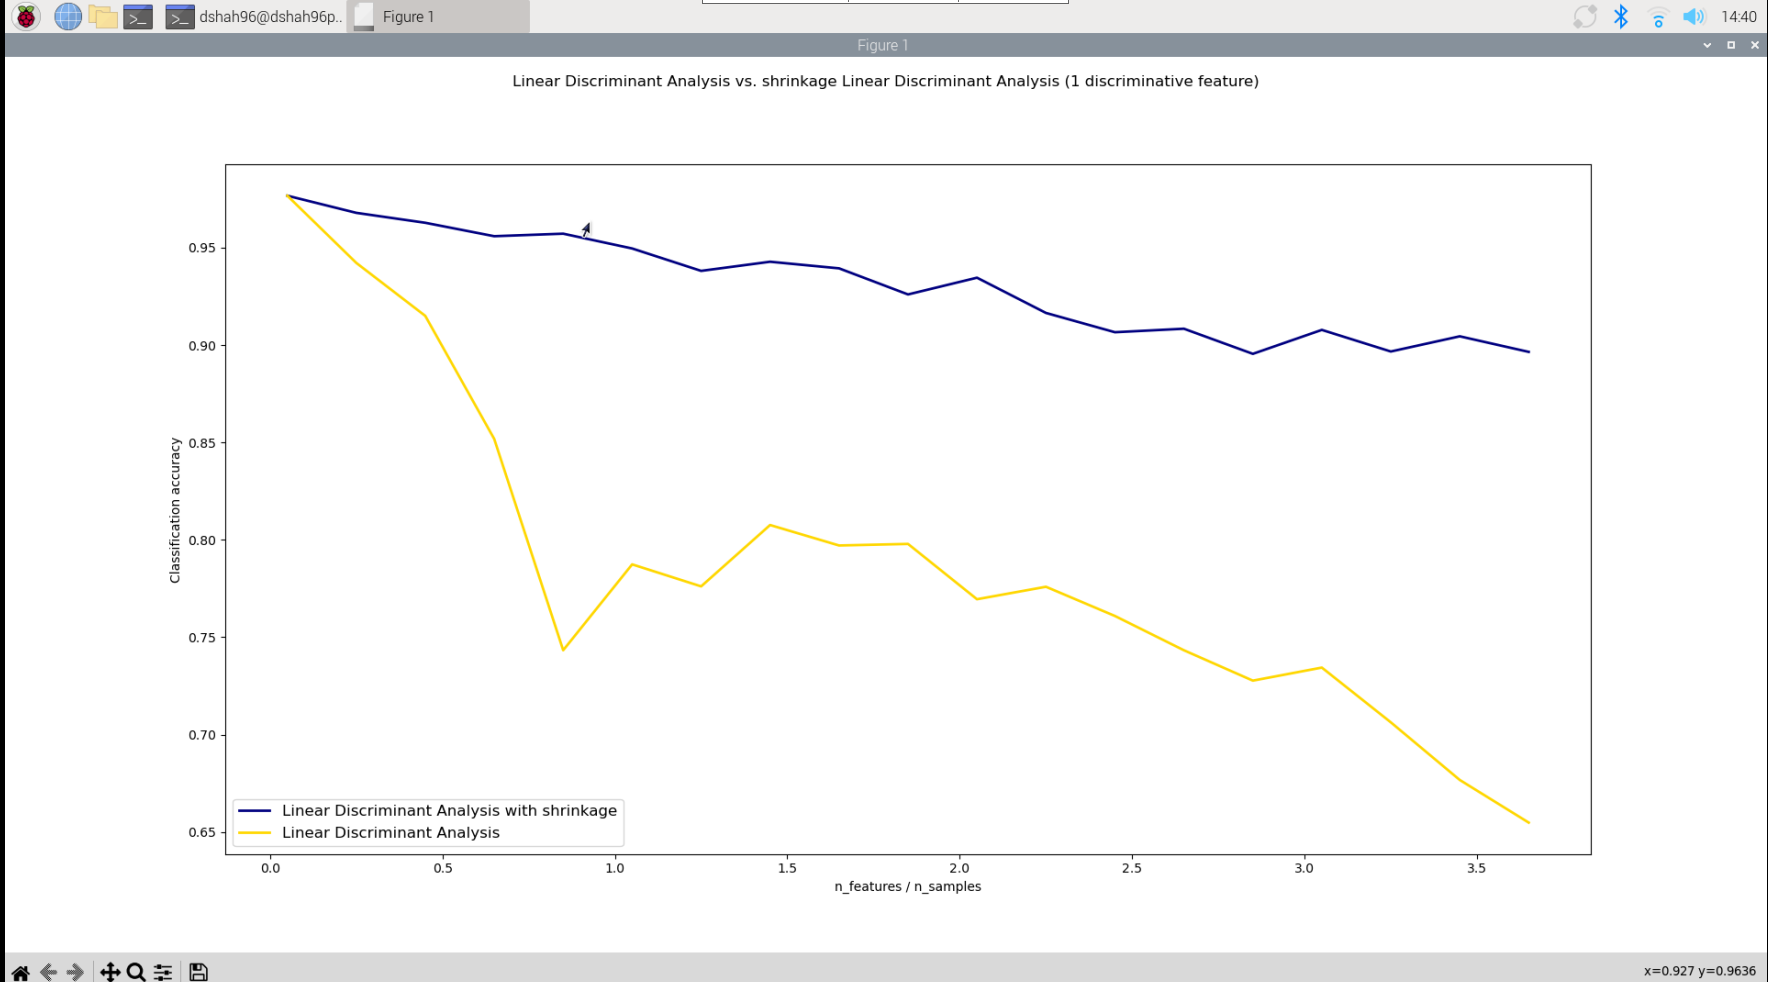 dshah96@dshah96p.. Figure 1 14:40
Figure 1
Linear Discriminant Analysis vs. shrinkage Linear Discriminant Analysis (1 discriminative feature)
0.95
0.90
0.85
0.80
0.75
0.70
0.65
Classification accuracy
Linear Discriminant Analysis with shrinkage
Linear Discriminant Analysis
0.0 0.5 1.0 1.5 2.0 2.5 3.0 3.5
n_features / n_samples
x=0.927 y=0.9636